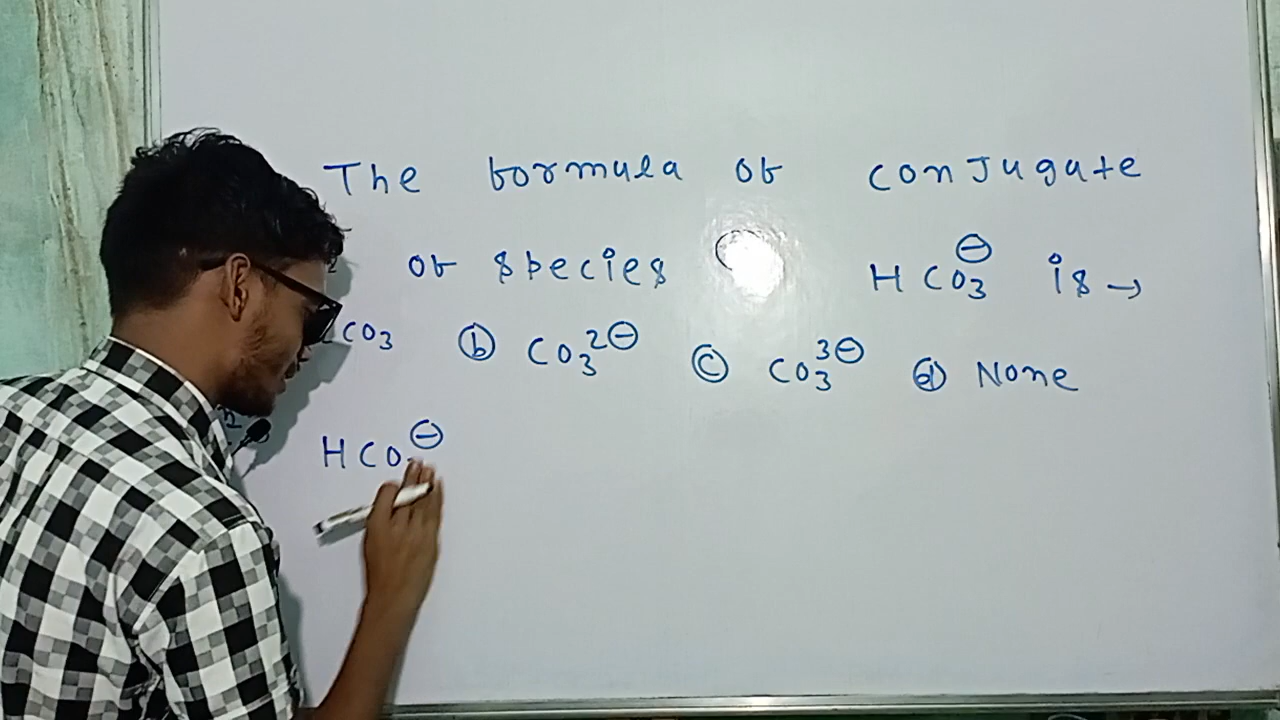 The formula of conJugate
of species HCO₃⊖ is →
CO₃ ⓑ CO₃²⊖ ⓒ CO₃³⊖ ⓓ None
HCO⊖